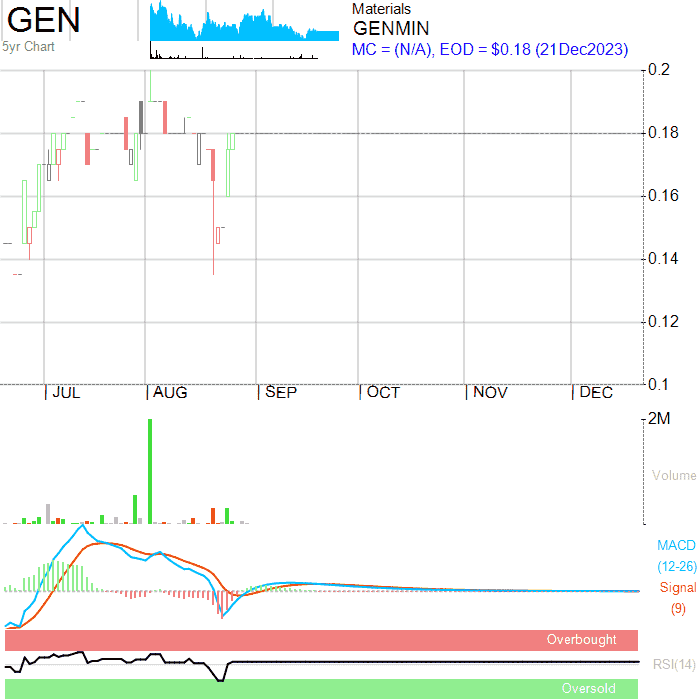 GEN
5yr Chart
Materials
GENMIN
MC = (N/A), EOD = $0.18 (21Dec2023)
0.2
0.18
0.16
0.14
0.12
0.1
JUL AUG SEP OCT NOV DEC
2M
Volume
MACD
(12-26)
Signal
(9)
Overbought
RSI(14)
Oversold